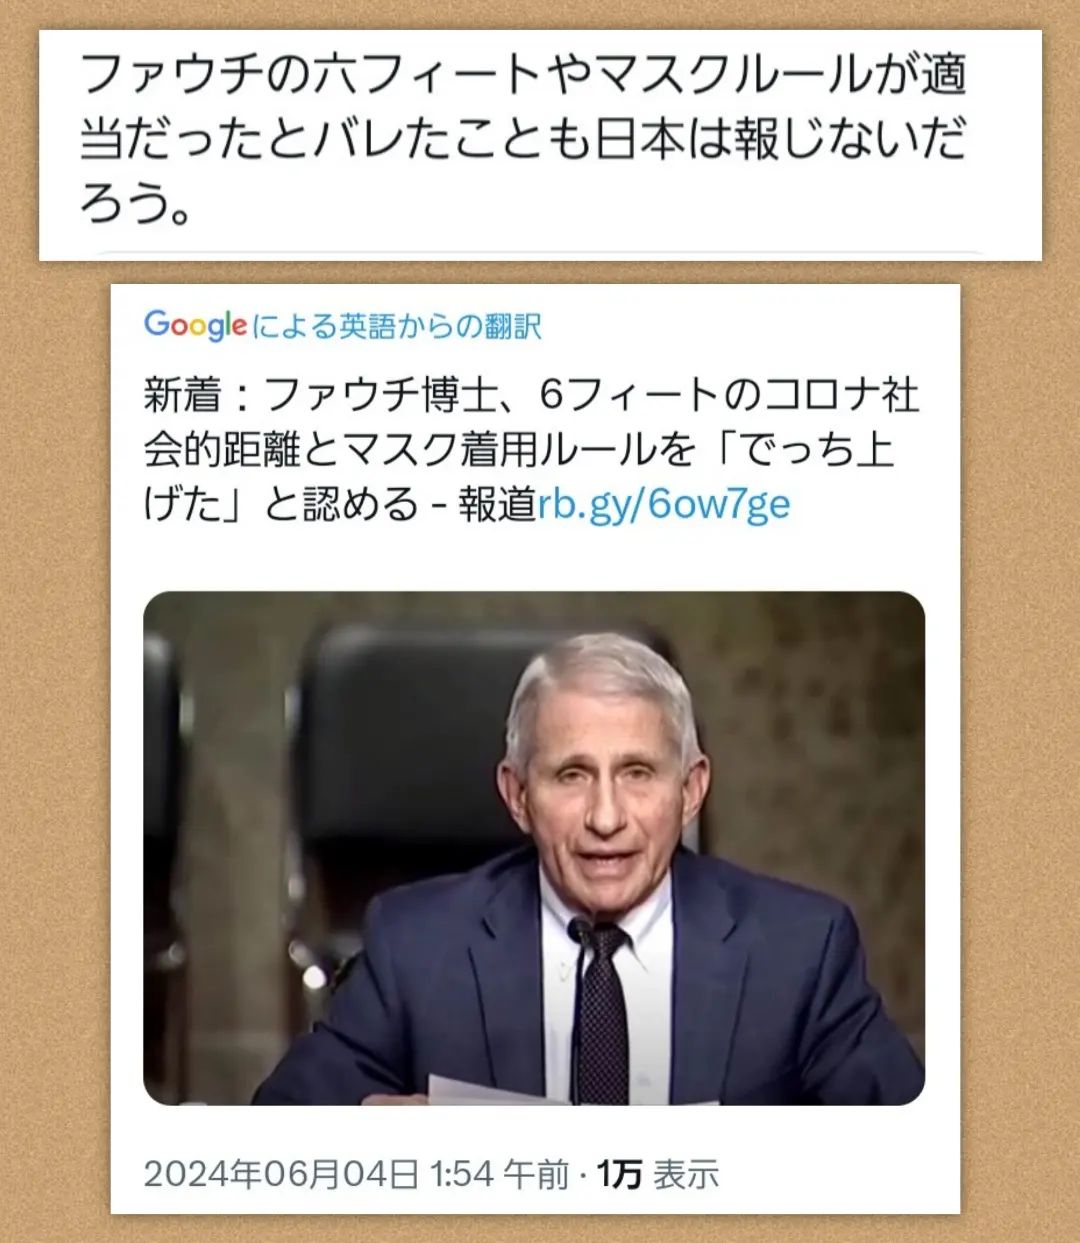 ファウチの六フィートやマスクルールが適
当だったとバレたことも日本は報じないだ
ろう。
Googleによる英語からの翻訳
新着：ファウチ博士、6フィートのコロナ社
会的距離とマスク着用ルールを「でっち上
げた」と認める - 報道rb.gy/6ow7ge
2024年06月04日 1:54 午前 · 1万 表示